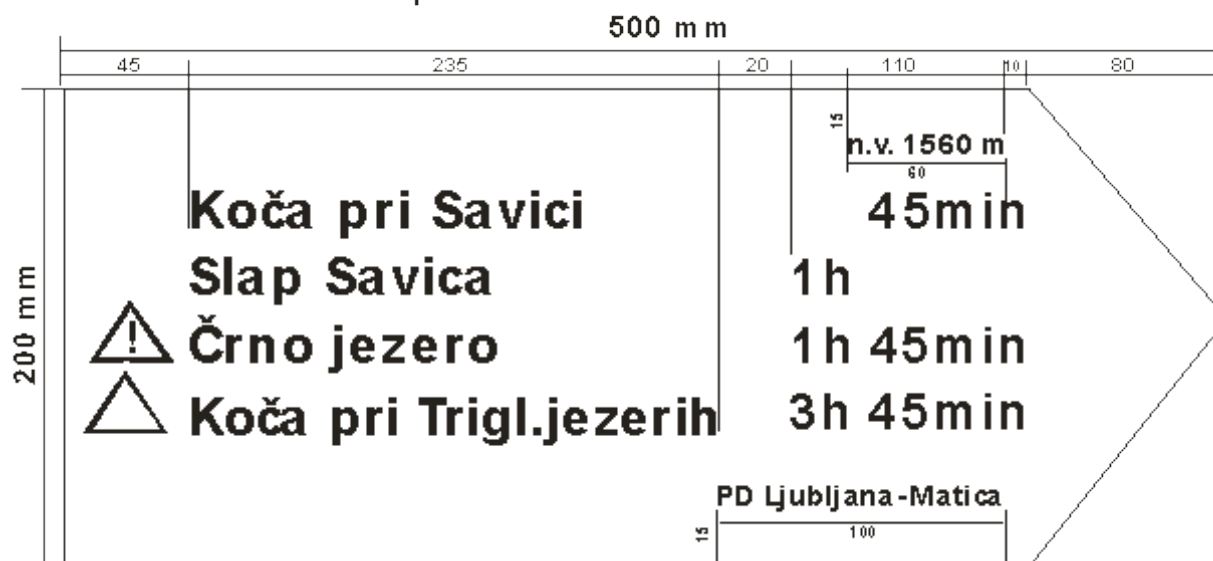 500 mm
45 235 20 110 10 80
15
n.v. 1560 m
60
Koča pri Savici 45min
Slap Savica 1h
! Črno jezero 1h 45min
Koča pri Trigl.jezerih 3h 45min
200 mm
PD Ljubljana-Matica
15 100